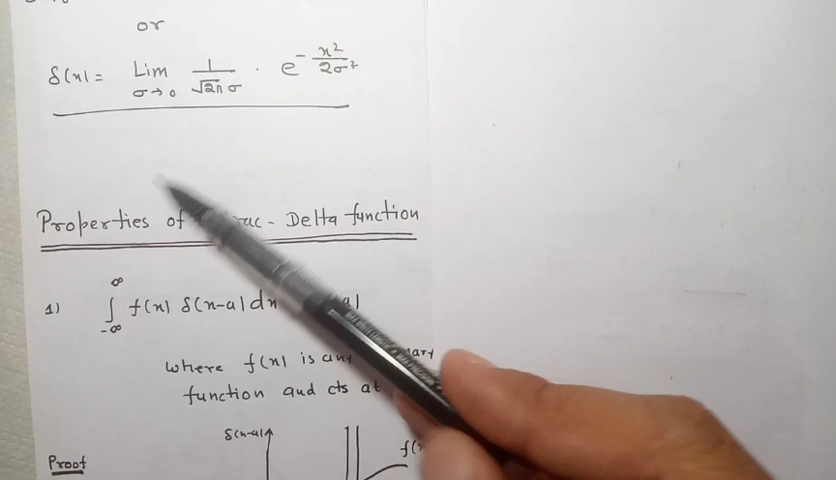 or
δ(x) = Lim σ→0 1/√2π σ · e^-x²/2σ²
Properties of - Delta function
1) ∫-∞^∞ f(x) δ(x-a) dx
where f(x) is any
function and cts at
δ(x-a)
Proof